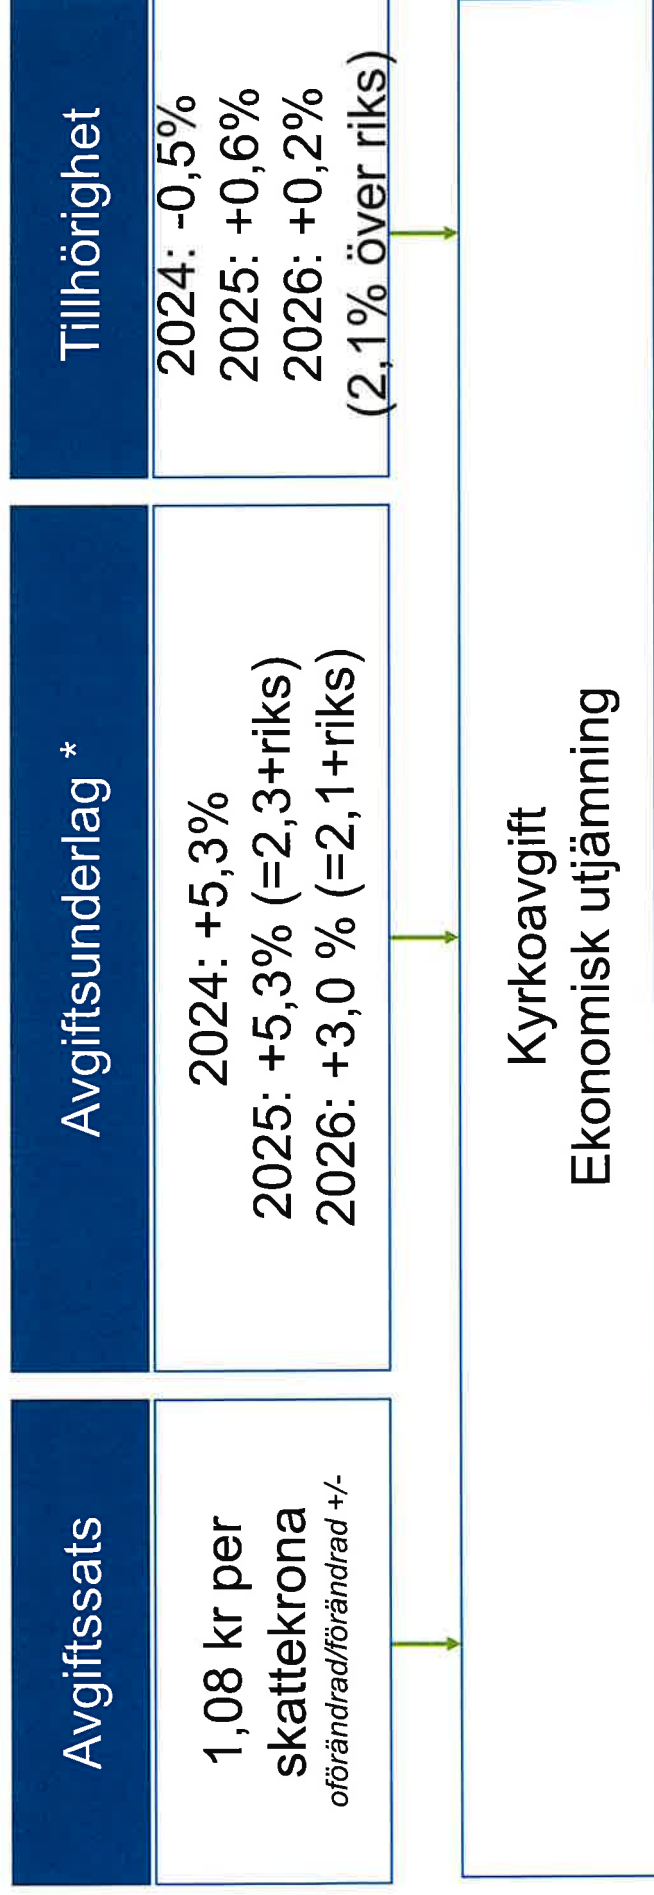 Avgiftssats
1,08 kr per
skattekrona
oförändrad/förändrad +/-
Avgiftsunderlag *
2024: +5,3%
2025: +5,3% (=2,3+riks)
2026: +3,0 % (=2,1+riks)
Tillhörighet
2024: -0,5%
2025: +0,6%
2026: +0,2%
(2,1% över riks)
Kyrkoavgift
Ekonomisk utjämning